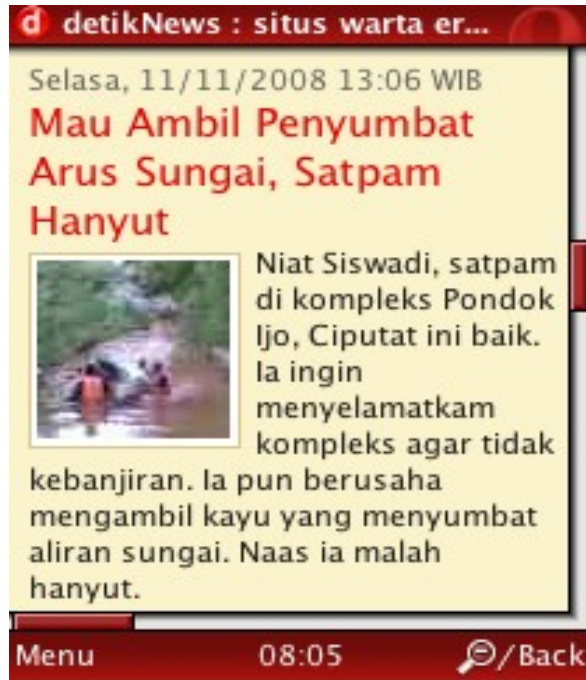 d detikNews : situs warta er...
Selasa, 11/11/2008 13:06 WIB
Mau Ambil Penyumbat
Arus Sungai, Satpam
Hanyut
Niat Siswadi, satpam
di kompleks Pondok
Ijo, Ciputat ini baik.
Ia ingin
menyelamatkam
kompleks agar tidak
kebanjiran. Ia pun berusaha
mengambil kayu yang menyumbat
aliran sungai. Naas ia malah
hanyut.
Menu 08:05 /Back